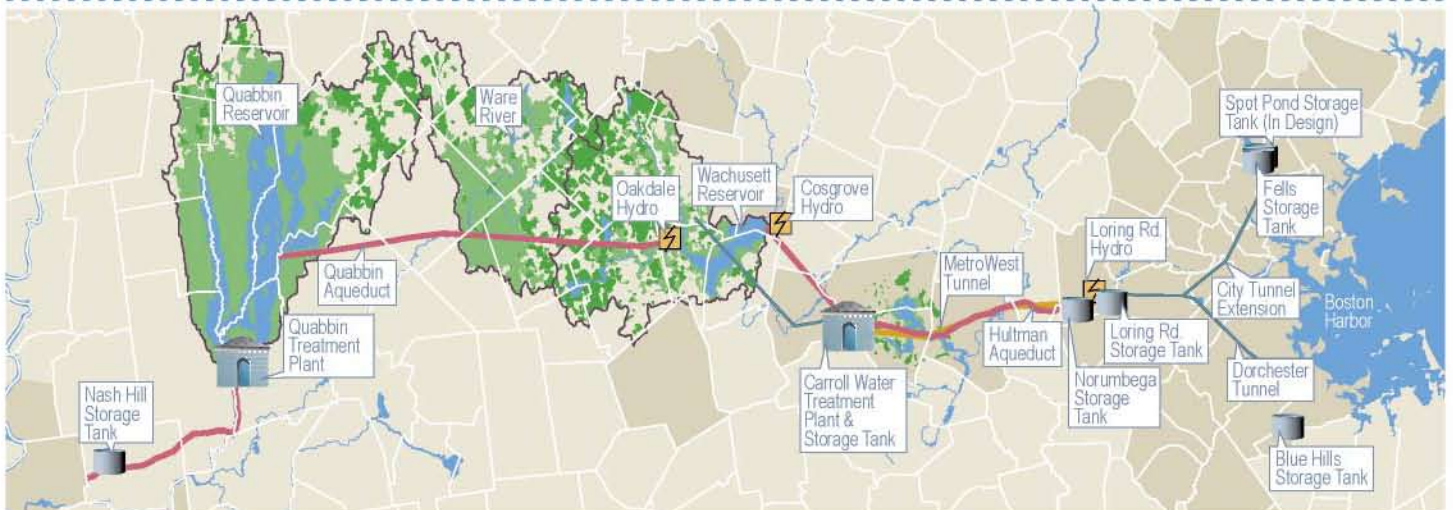 Quabbin
Reservoir
Ware
River
Oakdale
Hydro
Wachusett
Reservoir
Cosgrove
Hydro
Spot Pond Storage
Tank (In Design)
Fells
Storage
Tank
Loring Rd.
Hydro
MetroWest
Tunnel
City Tunnel
Extension
Boston
Harbor
Quabbin
Aqueduct
Quabbin
Treatment
Plant
Nash Hill
Storage
Tank
Carroll Water
Treatment
Plant &
Storage Tank
Hultman
Aqueduct
Norumbega
Storage
Tank
Loring Rd.
Storage Tank
Dorchester
Tunnel
Blue Hills
Storage Tank